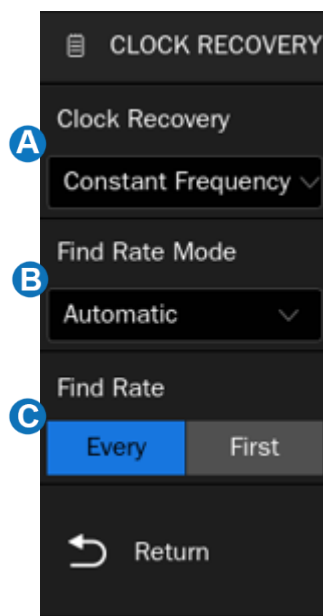 CLOCK RECOVERY
Clock Recovery
A
Constant Frequency
Find Rate Mode
B
Automatic
Find Rate
C
Every First
Return